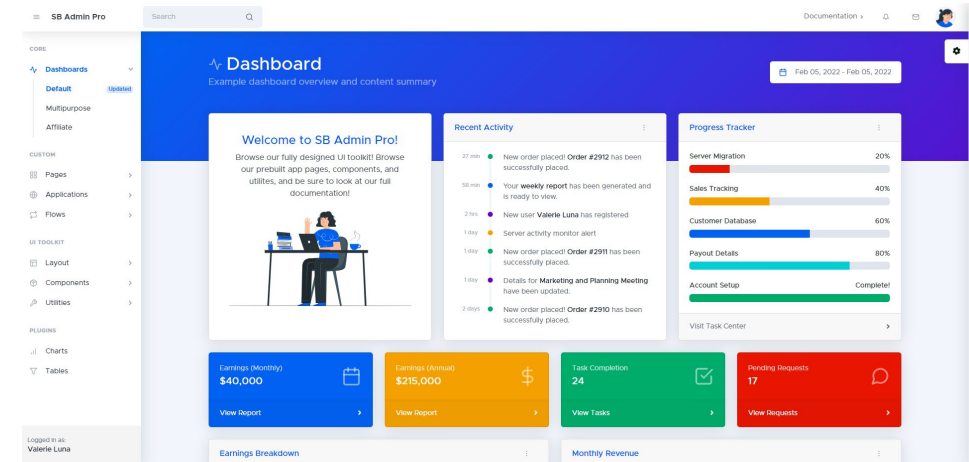 SB Admin Pro
Search
Documentation
CORE
Dashboards
Default
Updated
Multipurpose
Affiliate
CUSTOM
Pages
Applications
Flows
UI TOOLKIT
Layout
Components
Utilities
PLUGINS
Charts
Tables
Logged in as:
Valerie Luna
Dashboard
Example dashboard overview and content summary
Feb 05, 2022 - Feb 05, 2022
Welcome to SB Admin Pro!
Browse our fully designed UI toolkit! Browse
our prebuilt app pages, components, and
utilites, and be sure to look at our full
documentation!
Recent Activity
27 min
New order placed! Order #2912 has been
successfully placed.
58 min
Your weekly report has been generated and
is ready to view.
2 hrs
New user Valerie Luna has registered
1 day
Server activity monitor alert
1 day
New order placed! Order #2911 has been
successfully placed.
1 day
Details for Marketing and Planning Meeting
have been updated.
2 days
New order placed! Order #2910 has been
successfully placed.
Progress Tracker
Server Migration 20%
Sales Tracking 40%
Customer Database 60%
Payout Details 80%
Account Setup Complete!
Visit Task Center
Earnings (Monthly)
$40,000
View Report
Earnings (Annual)
$215,000
View Report
Task Completion
24
View Tasks
Pending Requests
17
View Requests
Earnings Breakdown
Monthly Revenue